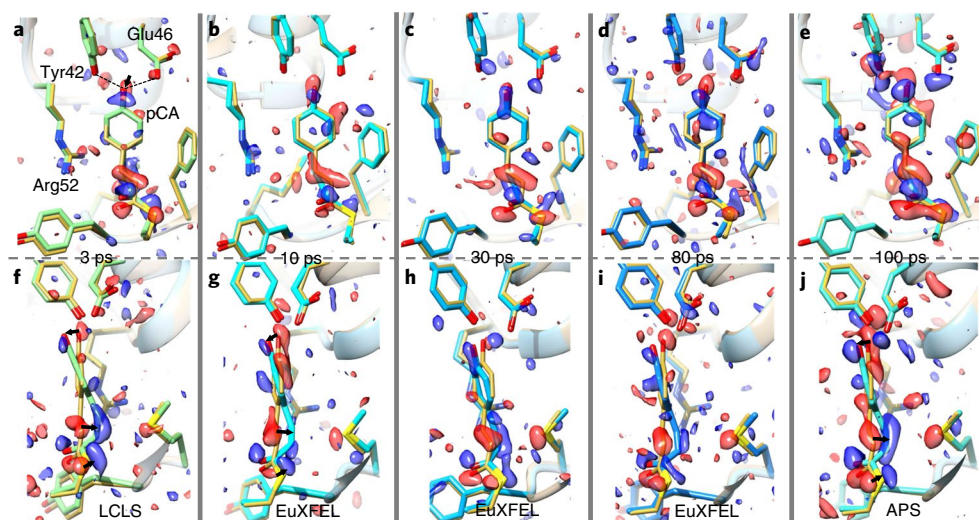 a
b
c
d
e
Glu46
Tyr42
pCA
Arg52
3 ps
10 ps
30 ps
80 ps
100 ps
f
g
h
i
j
LCLS
EuXFEL
EuXFEL
EuXFEL
APS